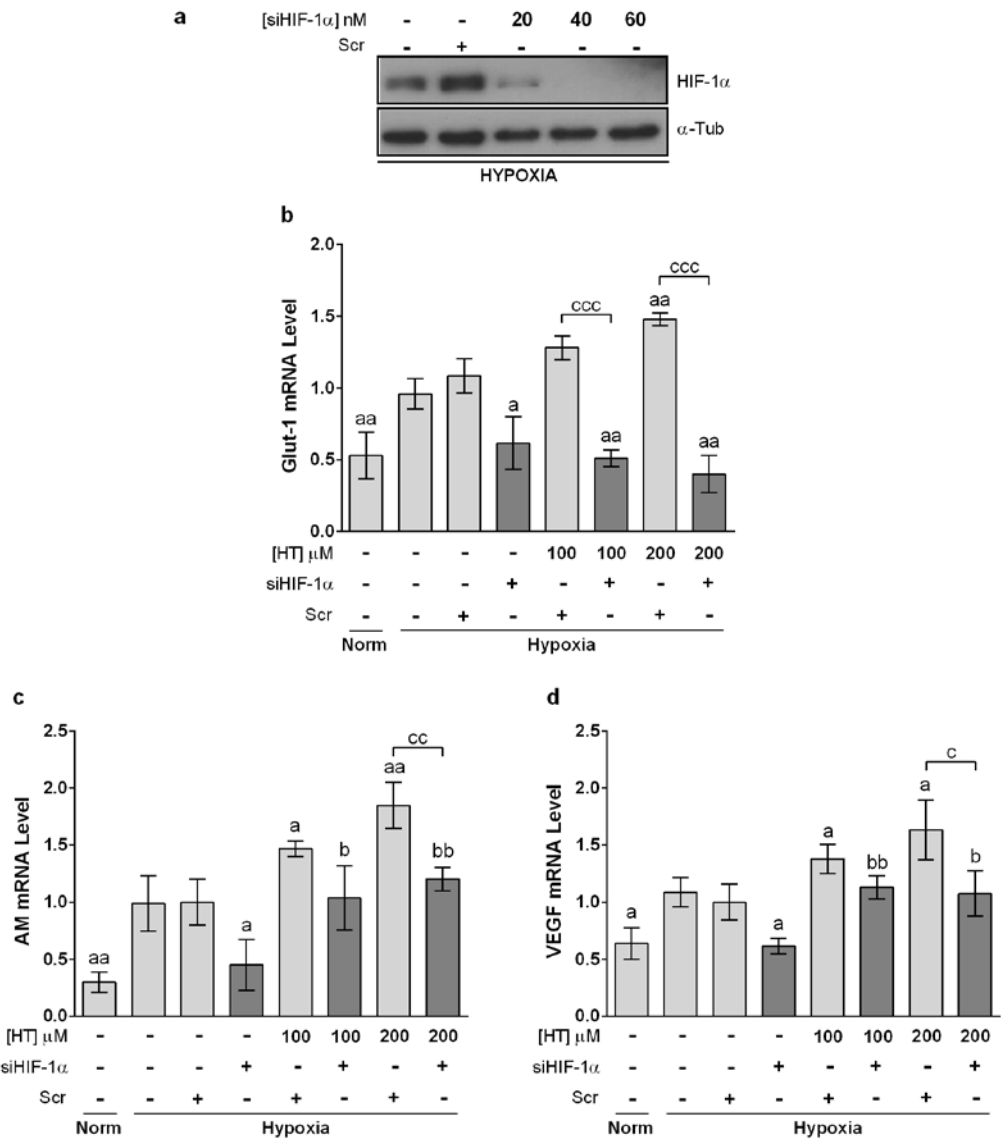 a
[siHIF-1α] nM - - 20 40 60
Scr - + - - -
HIF-1α
α-Tub
HYPOXIA
b
Glut-1 mRNA Level
2.0
1.5
1.0
0.5
0.0
aa a aa aa aa
ccc ccc
[HT] μM - - - - 100 100 200 200
siHIF-1α - - - + - + - +
Scr - - + - + - + -
Norm Hypoxia
c
AM mRNA Level
2.5
2.0
1.5
1.0
0.5
0.0
aa a a b aa bb
cc
[HT] μM - - - - 100 100 200 200
siHIF-1α - - - + - + - +
Scr - - + - + - + -
Norm Hypoxia
d
VEGF mRNA Level
2.5
2.0
1.5
1.0
0.5
0.0
a a a bb a b
c
[HT] μM - - - - 100 100 200 200
siHIF-1α - - - + - + - +
Scr - - + - + - + -
Norm Hypoxia